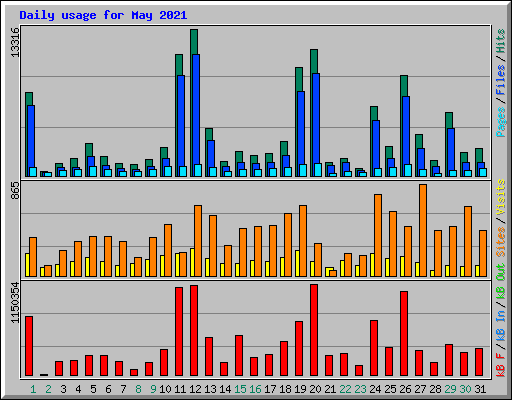 Daily usage for May 2021
13316
Pages / Files / Hits
865
Sites / Visits
1150354
kB F / kB In / kB Out
1 2 3 4 5 6 7 8 9 10 11 12 13 14 15 16 17 18 19 20 21 22 23 24 25 26 27 28 29 30 31